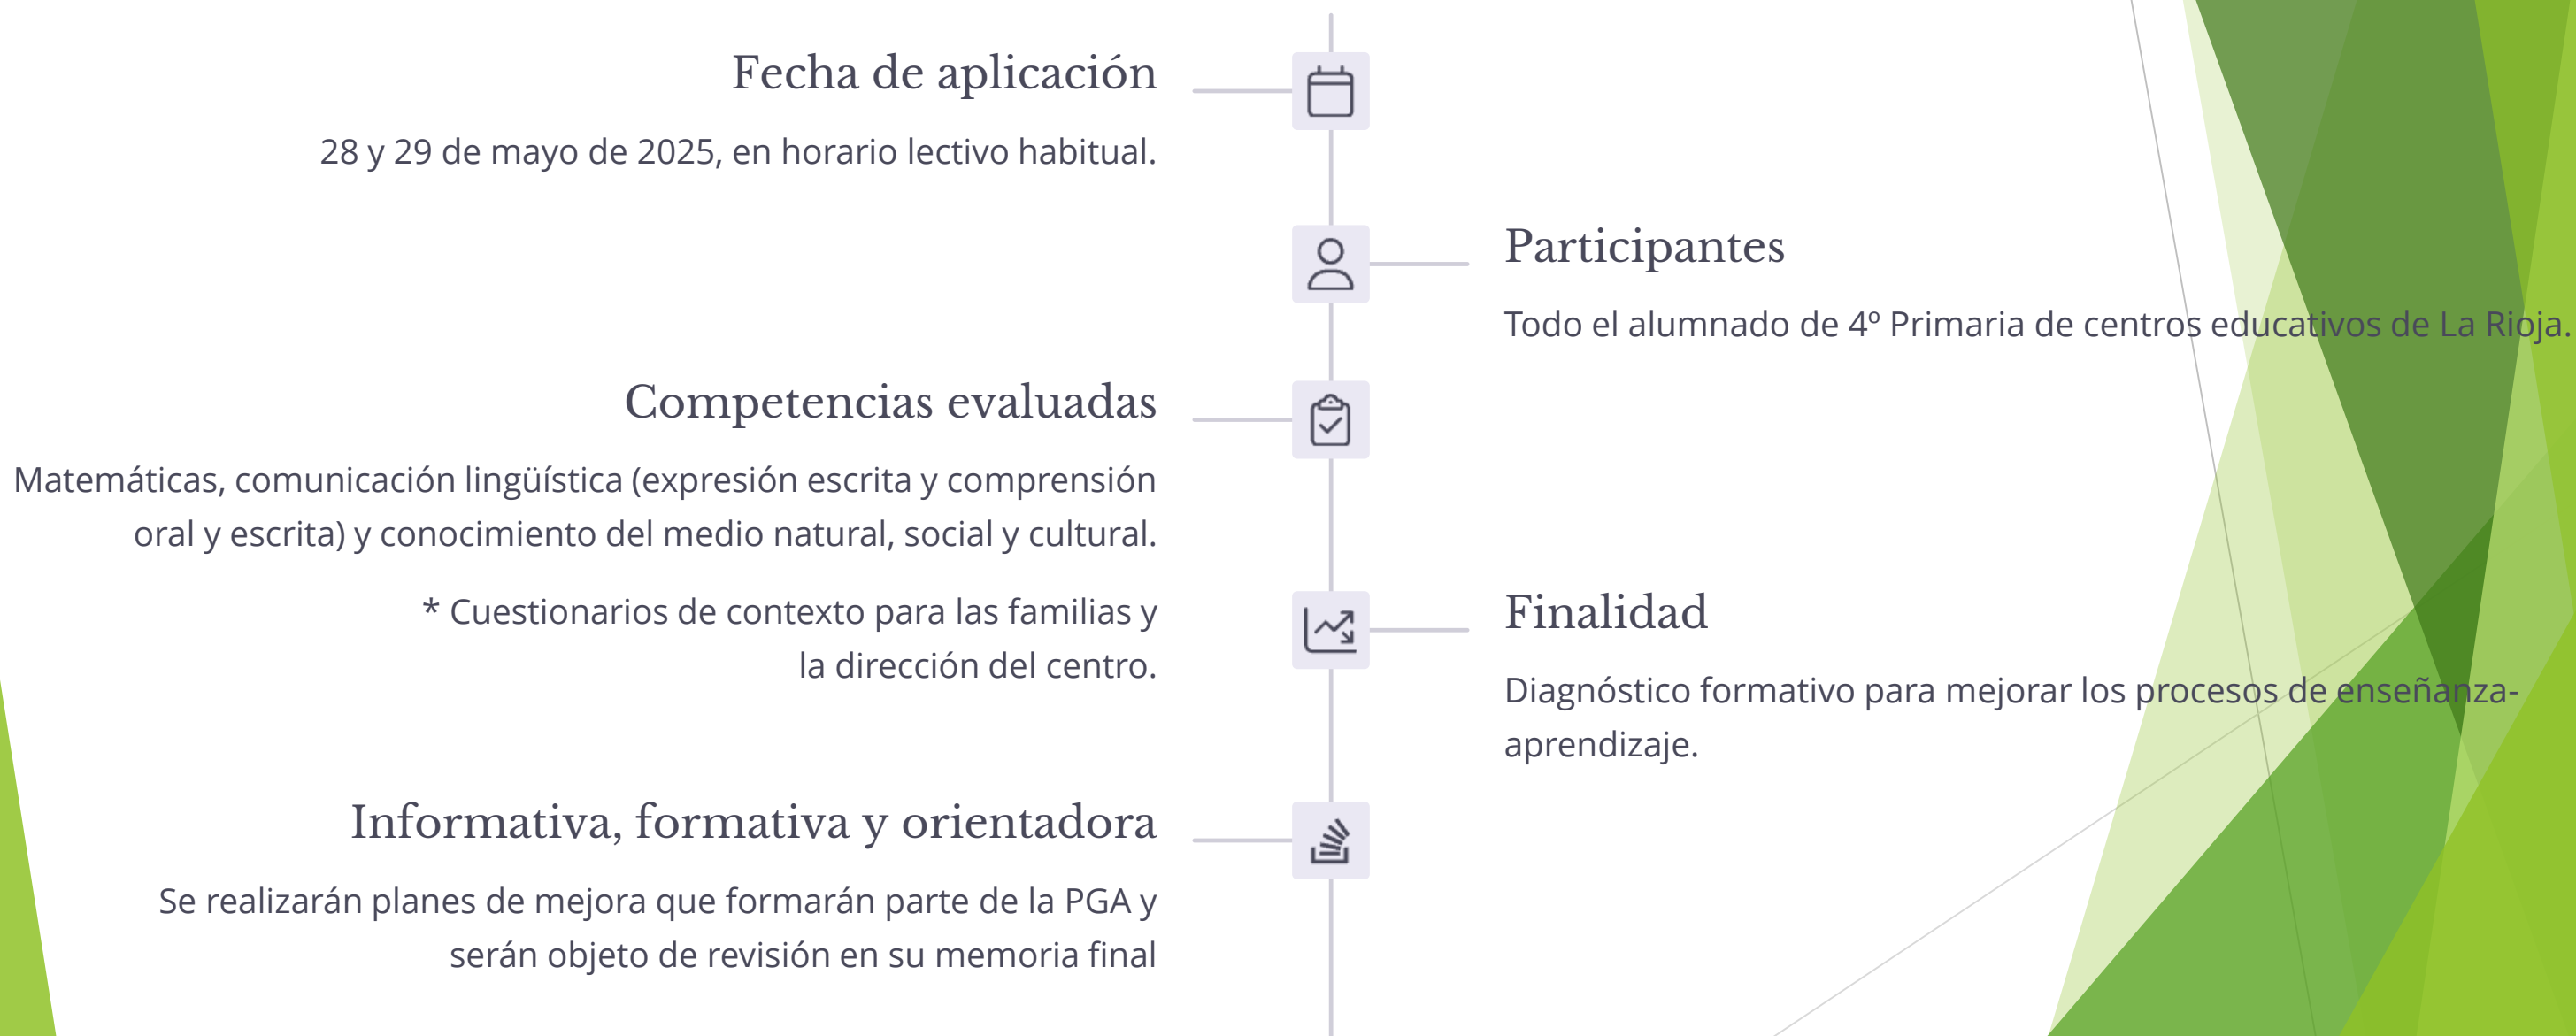 Fecha de aplicación
28 y 29 de mayo de 2025, en horario lectivo habitual.
Participantes
Todo el alumnado de 4º Primaria de centros educativos de La Rioja.
Competencias evaluadas
Matemáticas, comunicación lingüística (expresión escrita y comprensión
oral y escrita) y conocimiento del medio natural, social y cultural.
* Cuestionarios de contexto para las familias y
la dirección del centro.
Finalidad
Diagnóstico formativo para mejorar los procesos de enseñanza-
aprendizaje.
Informativa, formativa y orientadora
Se realizarán planes de mejora que formarán parte de la PGA y
serán objeto de revisión en su memoria final